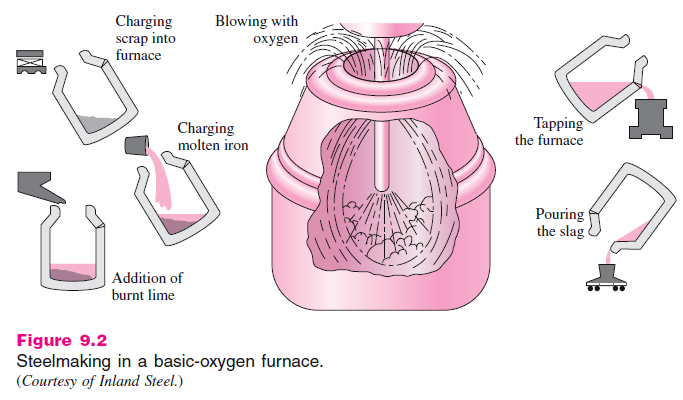 Charging
scrap into
furnace
Blowing with
oxygen
Charging
molten iron
Addition of
burnt lime
Tapping
the furnace
Pouring
the slag
Figure 9.2
Steelmaking in a basic-oxygen furnace.
(Courtesy of Inland Steel.)